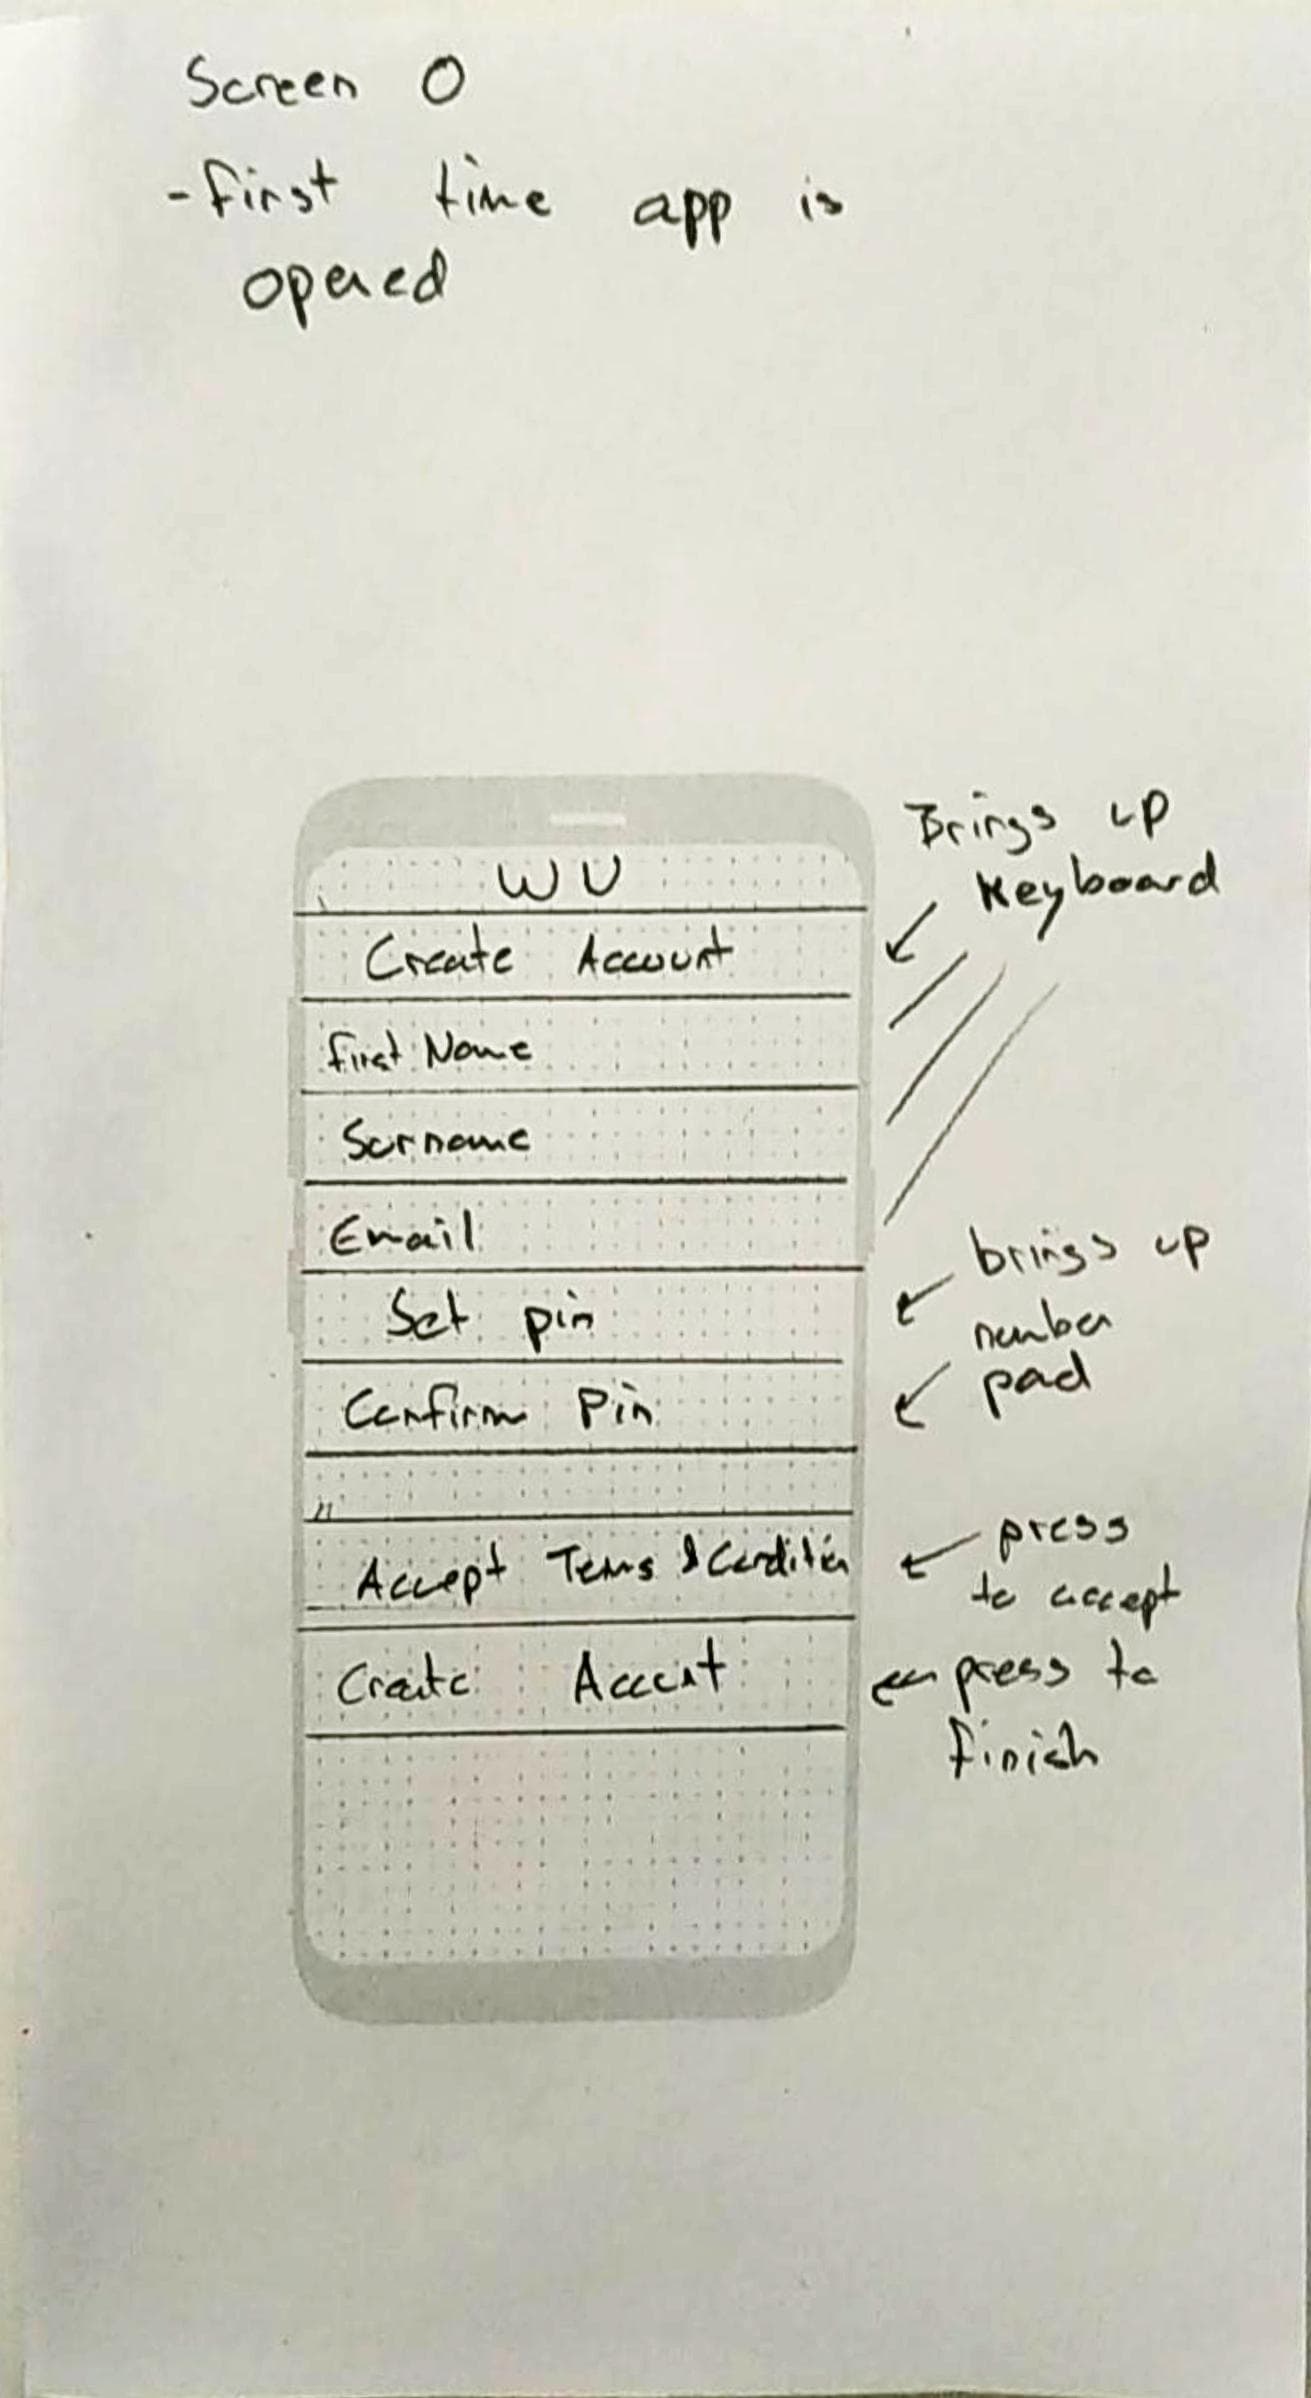 Screen 0
- first time app is
opened
Brings up
Keyboard
WU
Create Account
First Name
Surname
Email
brings up
number
pad
Set pin
Confirm Pin
"
Accept Terms & Condition
press
to accept
Create Account
press to
finish